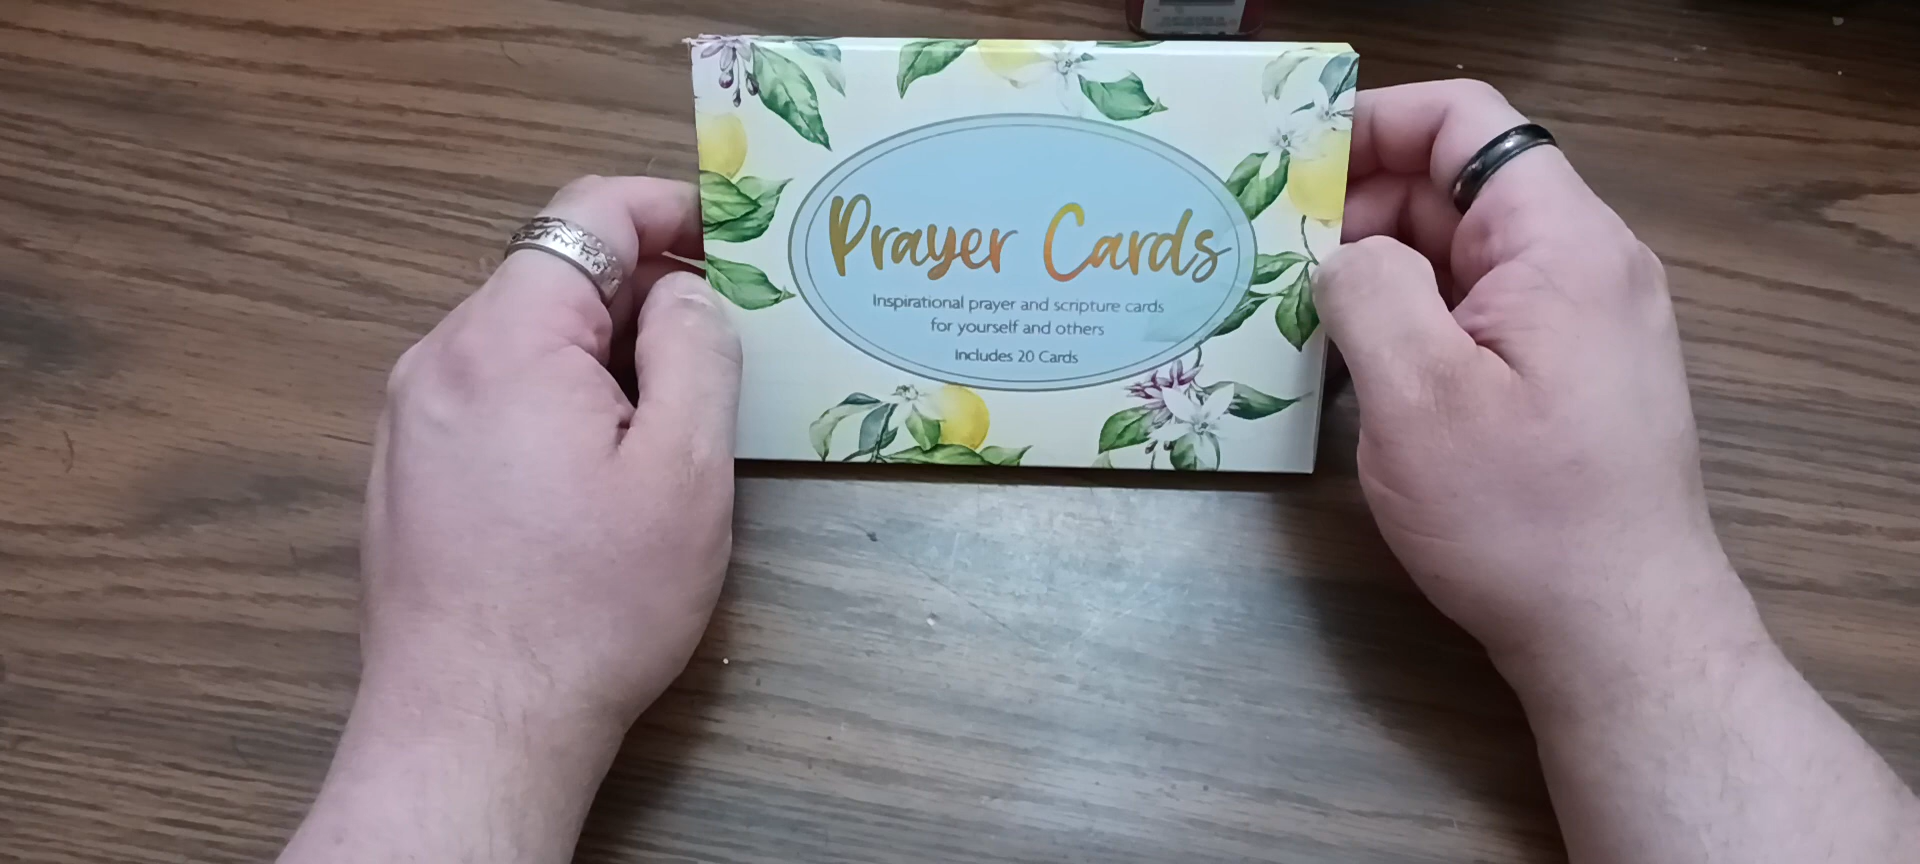 Prayer Cards
Inspirational prayer and scripture cards
for yourself and others
Includes 20 Cards